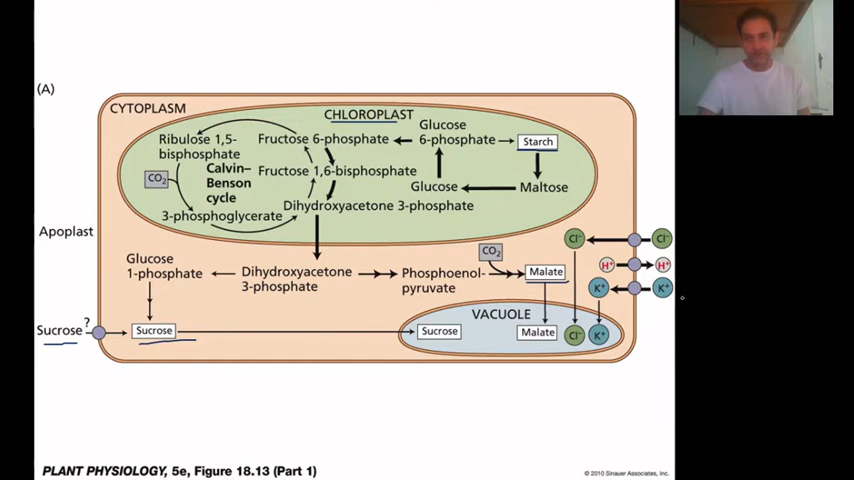 (A)
CYTOPLASM
CHLOROPLAST
Ribulose 1,5-
bisphosphate
Fructose 6-phosphate
Glucose
6-phosphate
Starch
CO2
Calvin–
Benson
cycle
Fructose 1,6-bisphosphate
Glucose
Maltose
3-phosphoglycerate
Dihydroxyacetone 3-phosphate
Apoplast
Cl−
Cl−
Glucose
1-phosphate
Dihydroxyacetone
3-phosphate
Phosphoenol-
pyruvate
CO2
Malate
H+
H+
K+
K+
VACUOLE
Sucrose
?
Sucrose
Sucrose
Malate
Cl−
K+
PLANT PHYSIOLOGY, 5e, Figure 18.13 (Part 1)
© 2010 Sinauer Associates, Inc.